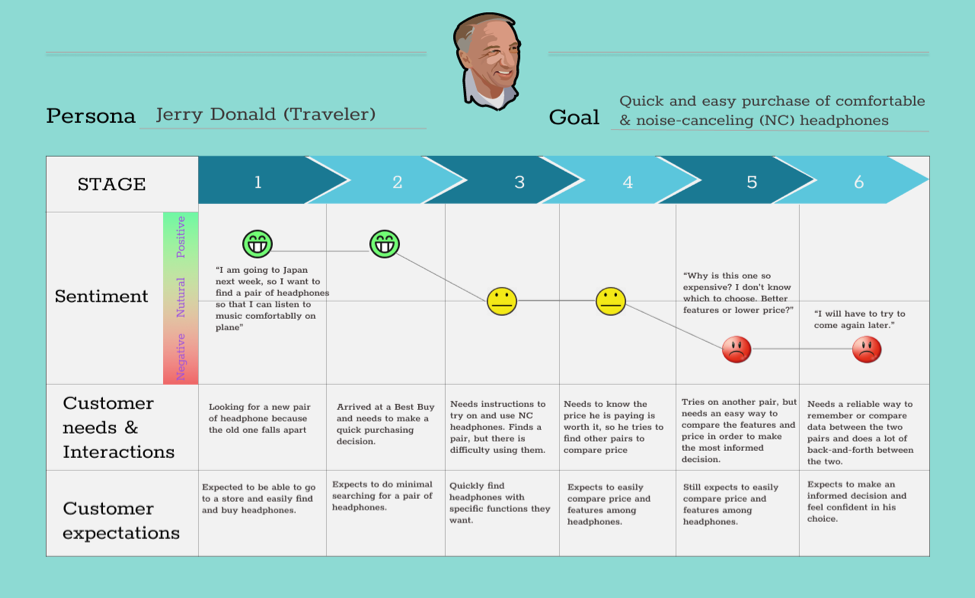 Persona
Jerry Donald (Traveler)
Goal
Quick and easy purchase of comfortable
& noise-canceling (NC) headphones
STAGE
1
2
3
4
5
6
Sentiment
Positive
Nutural
Negative
"I am going to Japan
next week, so I want to
find a pair of headphones
so that I can listen to
music comfortablly on
plane"
"Why is this one so
expensive? I don't know
which to choose. Better
features or lower price?"
"I will have to try to
come again later."
Customer
needs &
Interactions
Looking for a new pair
of headphone because
the old one falls apart
Arrived at a Best Buy
and needs to make a
quick purchasing
decision.
Needs instructions to
try on and use NC
headphones. Finds a
pair, but there is
difficulty using them.
Needs to know the
price he is paying is
worth it, so he tries to
find other pairs to
compare price
Tries on another pair, but
needs an easy way to
compare the features and
price in order to make
the most informed
decision.
Needs a reliable way to
remember or compare
data between the two
pairs and does a lot of
back-and-forth between
the two.
Customer
expectations
Expected to be able to go
to a store and easily find
and buy headphones.
Expects to do minimal
searching for a pair of
headphones.
Quickly find
headphones with
specific functions they
want.
Expects to easily
compare price and
features among
headphones.
Still expects to easily
compare price and
features among
headphones.
Expects to make an
informed decision and
feel confident in his
choice.